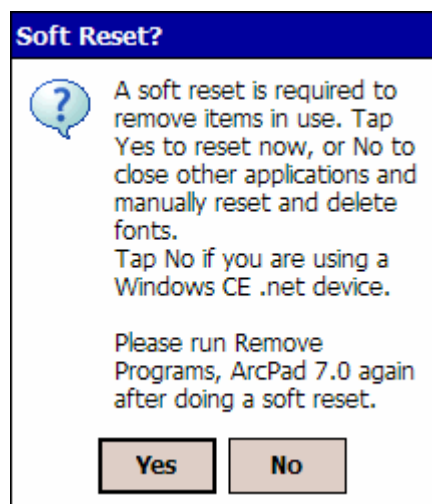 Soft Reset?
A soft reset is required to
remove items in use. Tap
Yes to reset now, or No to
close other applications and
manually reset and delete
fonts.
Tap No if you are using a
Windows CE .net device.
Please run Remove
Programs, ArcPad 7.0 again
after doing a soft reset.
Yes No